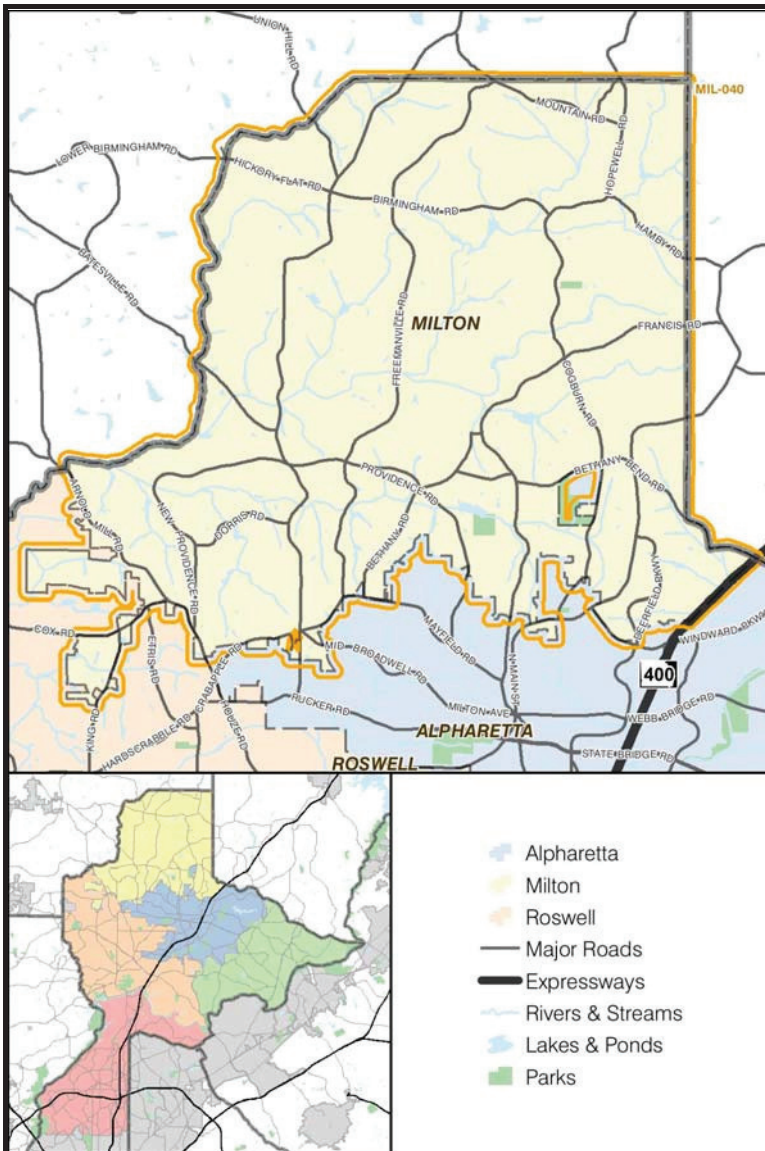 UNION HILL RD
MIL-040
MOUNTAIN RD
HOPEWELL RD
LOWER BIRMINGHAM RD
HICKORY FLAT RD
BIRMINGHAM RD
HAMBY RD
BATESVILLE RD
FREEMANVILLE RD
MILTON
FRANCIS RD
COGBURN RD
PROVIDENCE RD
BETHANY BEND RD
ARNOLD MILL RD
NEW PROVIDENCE RD
DORRIS RD
BETHANY RD
DEERFIELD PKWY
COX RD
ETRIS RD
CRABAPPLE RD
MID BROADWELL RD
MAYFIELD RD
N MAIN ST
WINDWARD PKWY
400
KING RD
HARDSCRABBLE RD
HOUZE RD
RUCKER RD
MILTON AVE
WEBB BRIDGE RD
ALPHARETTA
STATE BRIDGE RD
ROSWELL
Alpharetta
Milton
Roswell
Major Roads
Expressways
Rivers & Streams
Lakes & Ponds
Parks